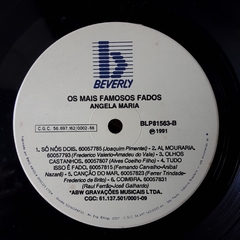 b
BEVERLY
OS MAIS FAMOSOS FADOS
ANGELA MARIA
C.G.C. 56.697.162/0002-66
BLP81563-B
℗ 1991
1. SÓ NÓS DOIS, 60057785 (Joaquim Pimentel) - 2. AL MOURARIA,
60057793 (Frederico Valerio-Amadeu do Vale) - 3. OLHOS
CASTANHOS, 60057807 (Alves Coelho Filho) - 4. TUDO
ISSO É FADO, 60057815 (Fernando Carvalho-Anibal
Nazaré) - 5. CANÇÃO DO MAR, 60057823 (Ferrer Trindade-
Frederico de Brito) - 6. COIMBRA, 60057831
(Raul Ferrão-José Galhardo)
"ABW GRAVAÇÕES MUSICAIS LTDA.
CGC: 61.137.501/0001-09